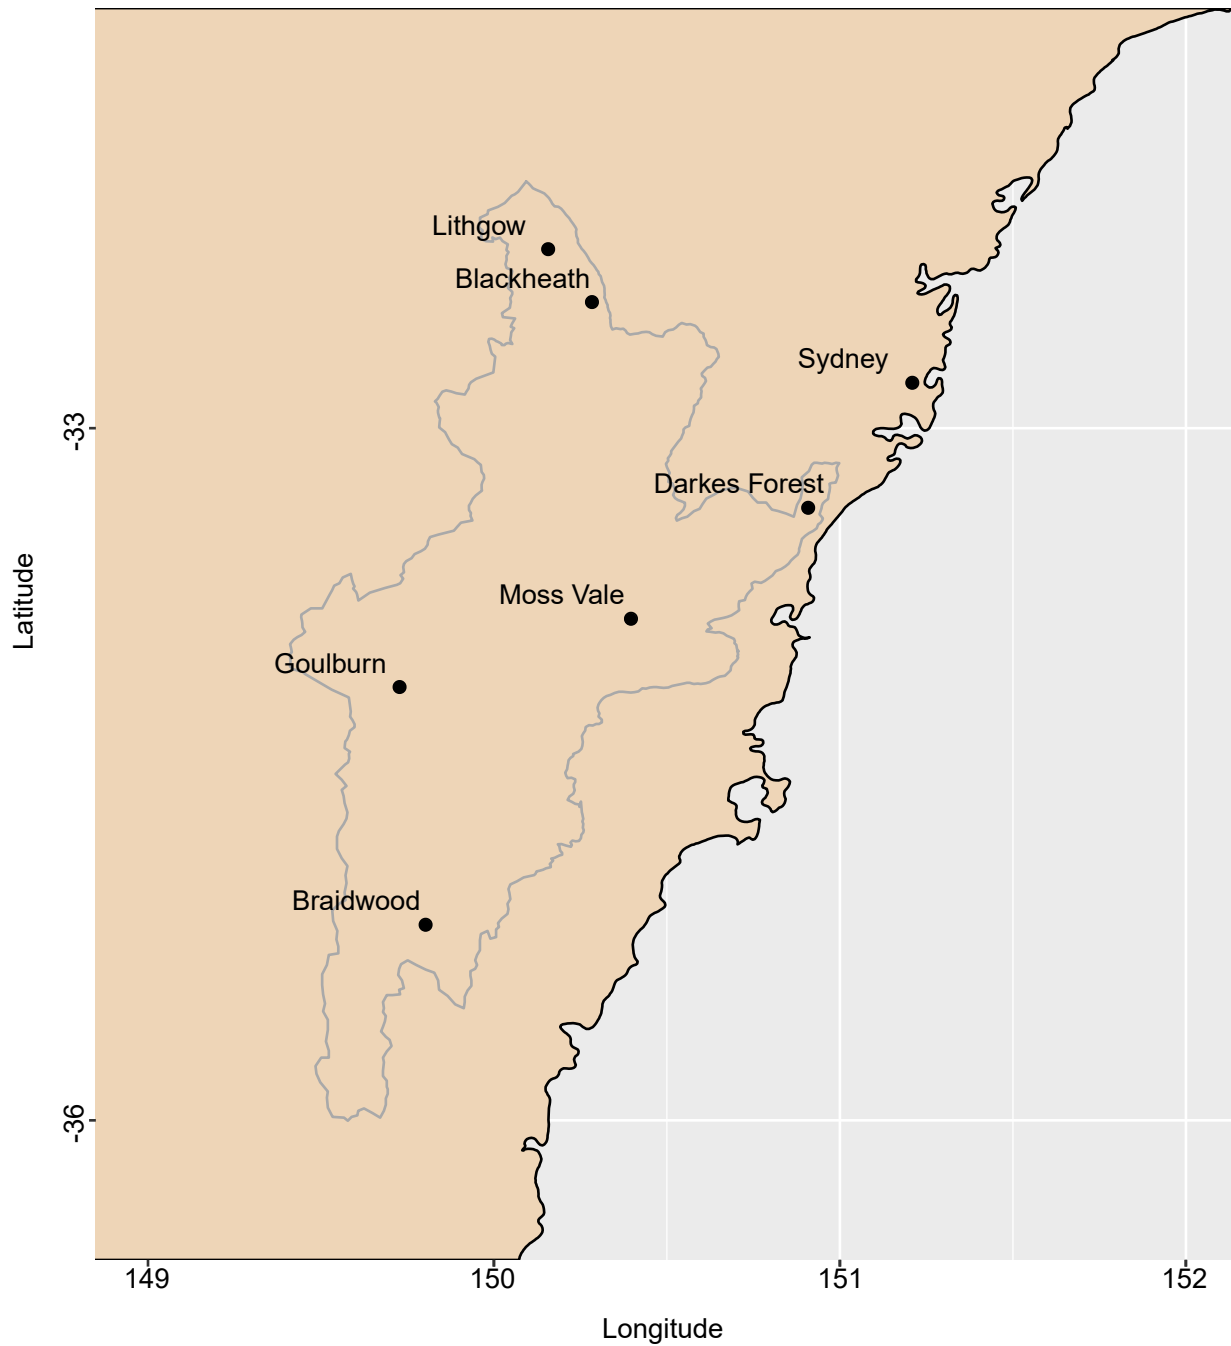 Lithgow
Blackheath
Sydney
-33
Darkes Forest
Latitude
Moss Vale
Goulburn
Braidwood
-36
149 150 151 152
Longitude